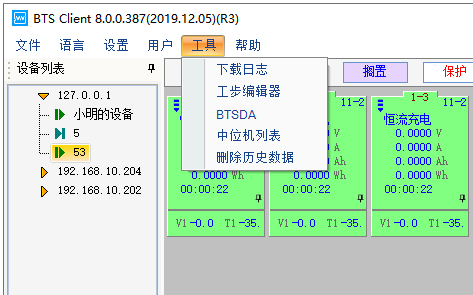 BTS Client 8.0.0.387(2019.12.05)(R3)
文件 语言 设置 用户 工具 帮助
设备列表
搁置 保护
127.0.0.1
小明的设备
5
53
192.168.10.204
192.168.10.202
下载日志
工步编辑器
BTSDA
中位机列表
删除历史数据
11-2 1-3 11-2
恒流充电
0.0000 V
0.0000 A
0.0000 Ah
0.0000 Wh 0.0000 Wh 0.0000 Wh
00:00:22 00:00:22 00:00:22
V1-0.0 T1-35. V1-0.0 T1-35. V1-0.0 T1-35.